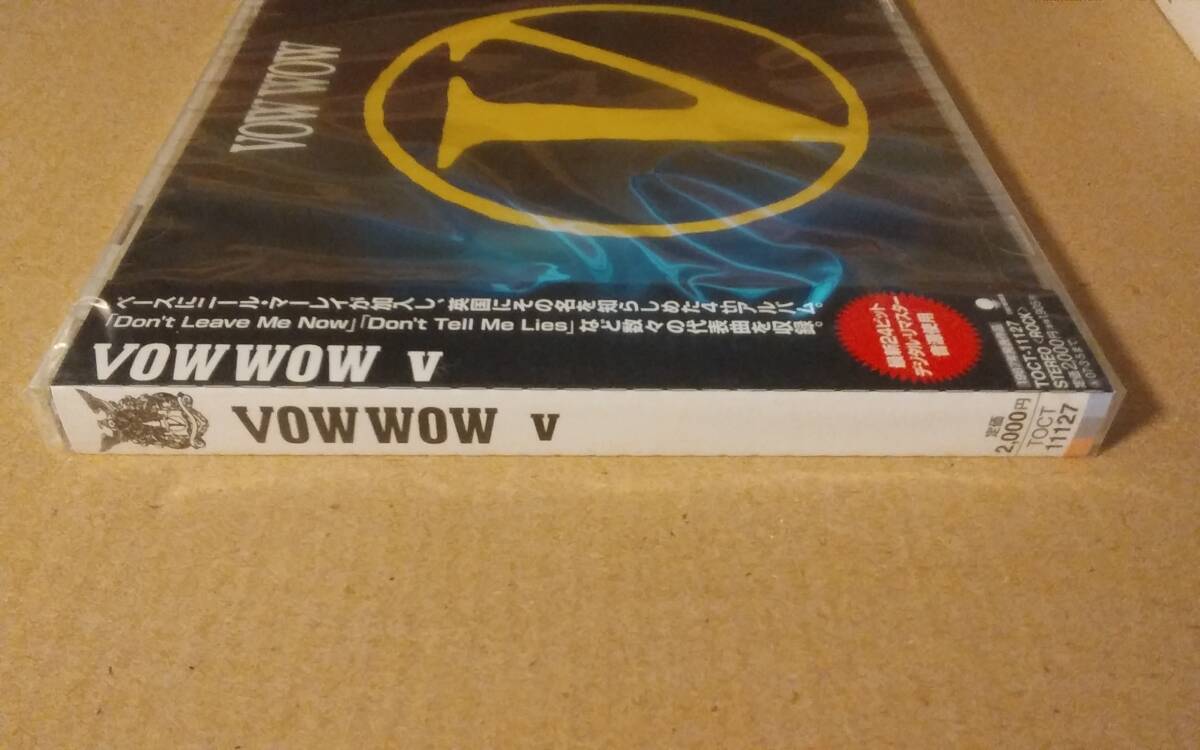 VOW WOW
V
ベースにニール・マーレイが加入し、英国にその名を知らしめた4thアルバム。
「Don't Leave Me Now」「Don't Tell Me Lies」など数々の代表曲を収録。
VOW WOW V
最新24ビット
デジタル・リマスター
音源使用
TOCT-11127
STEREO 〈ROCK〉
VOW WOW V
定価
2,000円
TOCT
11127